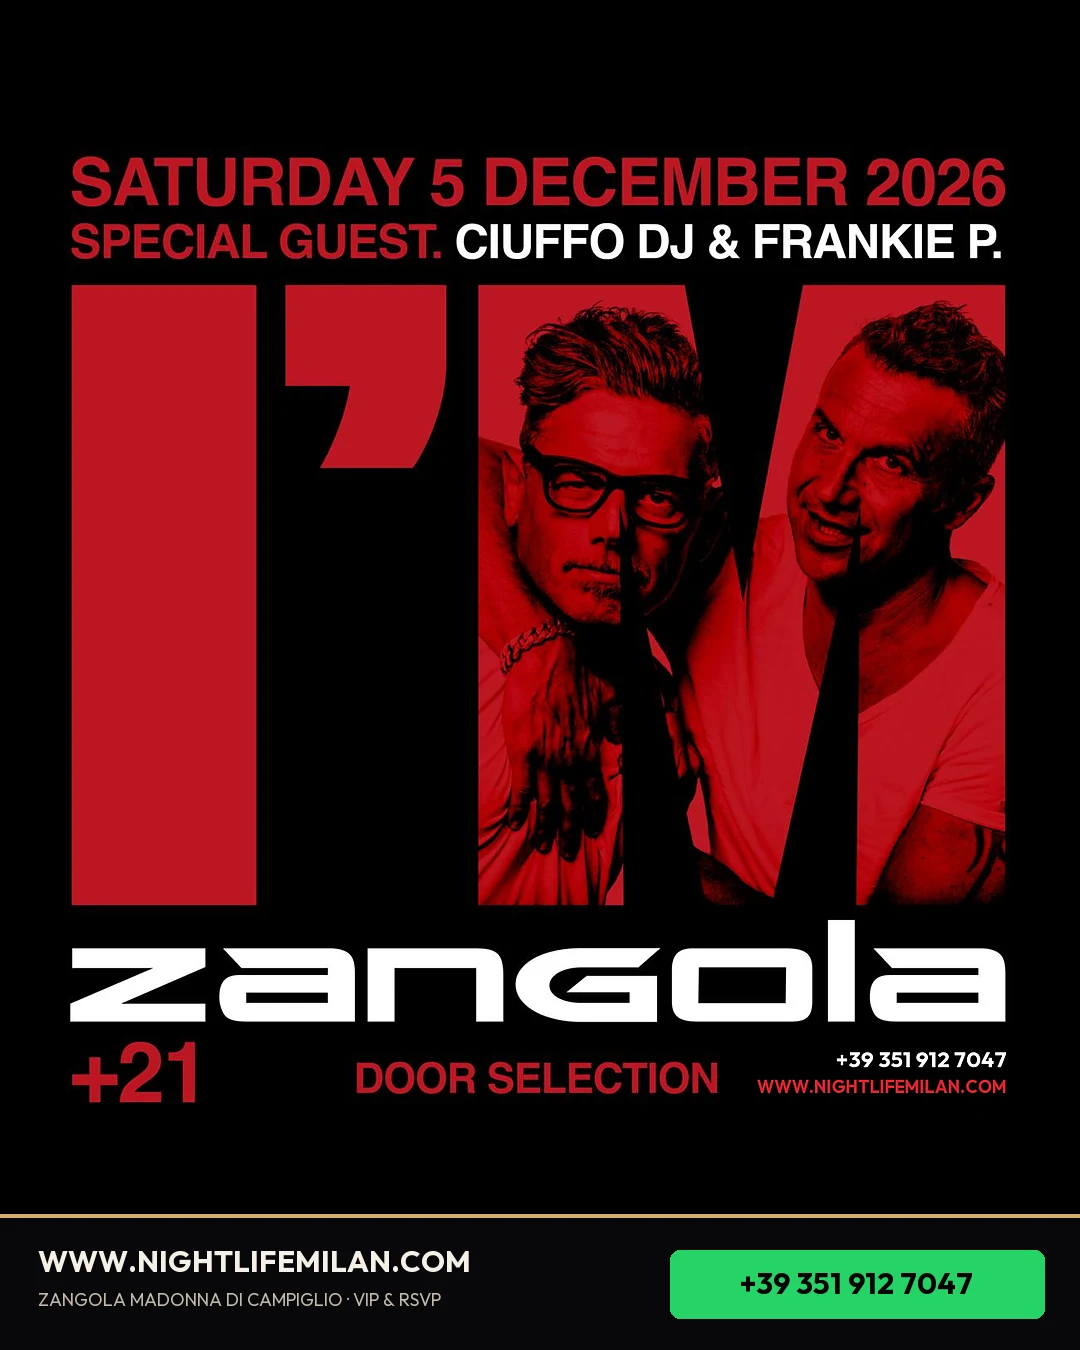 SATURDAY 5 DECEMBER 2026
SPECIAL GUEST. CIUFFO DJ & FRANKIE P.
I'M
zangola
+21
DOOR SELECTION
+39 351 912 7047
WWW.NIGHTLIFEMILAN.COM
WWW.NIGHTLIFEMILAN.COM
ZANGOLA MADONNA DI CAMPIGLIO · VIP & RSVP
+39 351 912 7047